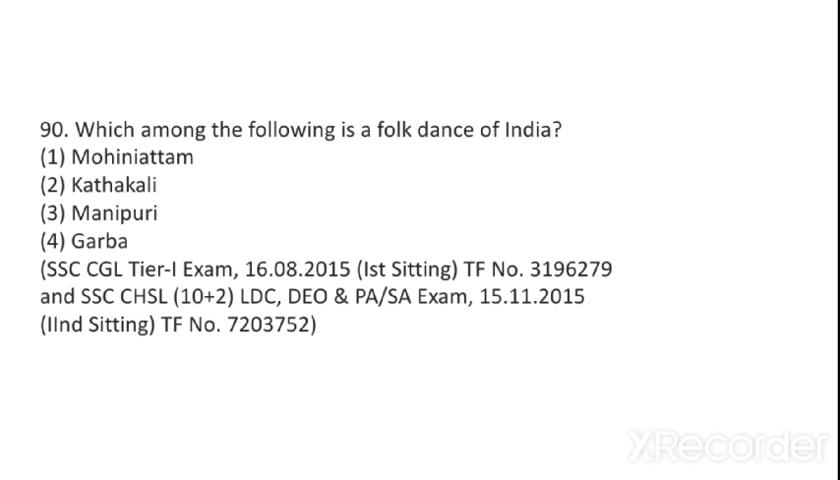 90. Which among the following is a folk dance of India?
(1) Mohiniattam
(2) Kathakali
(3) Manipuri
(4) Garba
(SSC CGL Tier-I Exam, 16.08.2015 (Ist Sitting) TF No. 3196279
and SSC CHSL (10+2) LDC, DEO & PA/SA Exam, 15.11.2015
(IInd Sitting) TF No. 7203752)
XRecorder